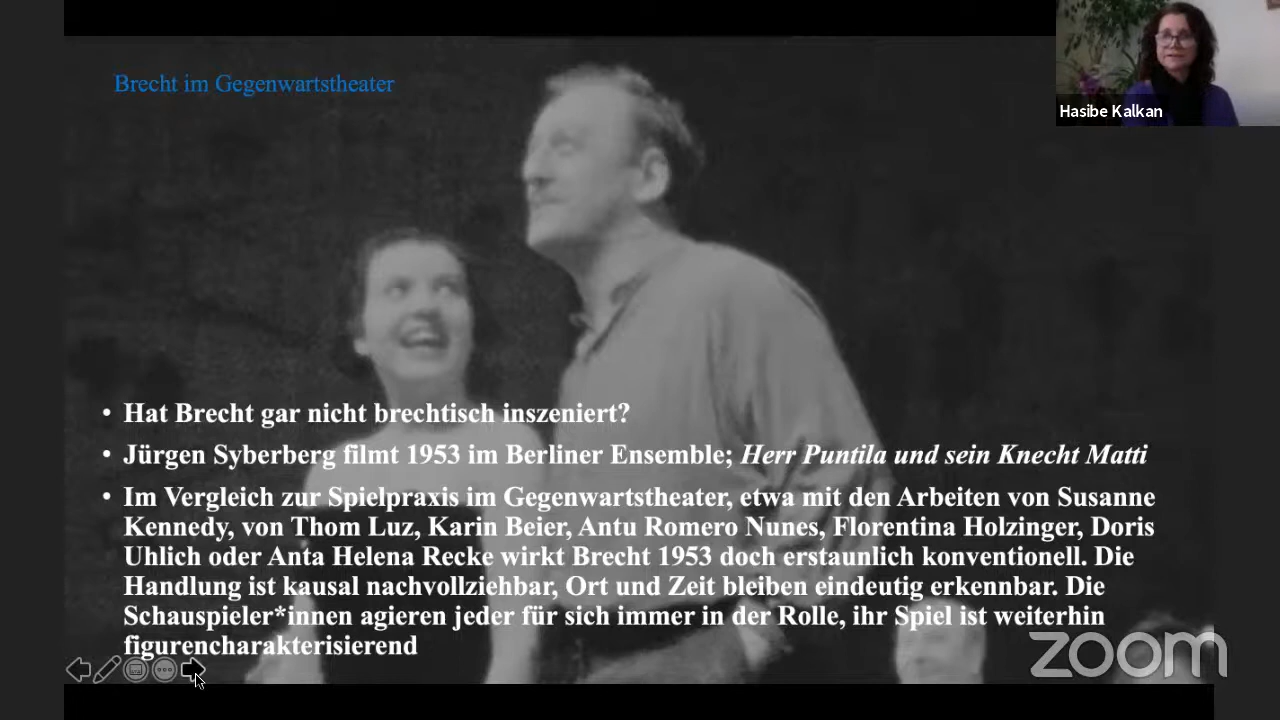 Brecht im Gegenwartstheater
Hasibe Kalkan
• Hat Brecht gar nicht brechtisch inszeniert?
• Jürgen Syberberg filmt 1953 im Berliner Ensemble; Herr Puntila und sein Knecht Matti
• Im Vergleich zur Spielpraxis im Gegenwartstheater, etwa mit den Arbeiten von Susanne
Kennedy, von Thom Luz, Karin Beier, Antu Romero Nunes, Florentina Holzinger, Doris
Uhlich oder Anta Helena Recke wirkt Brecht 1953 doch erstaunlich konventionell. Die
Handlung ist kausal nachvollziehbar, Ort und Zeit bleiben eindeutig erkennbar. Die
Schauspieler*innen agieren jeder für sich immer in der Rolle, ihr Spiel ist weiterhin
figurencharakterisierend
zoom